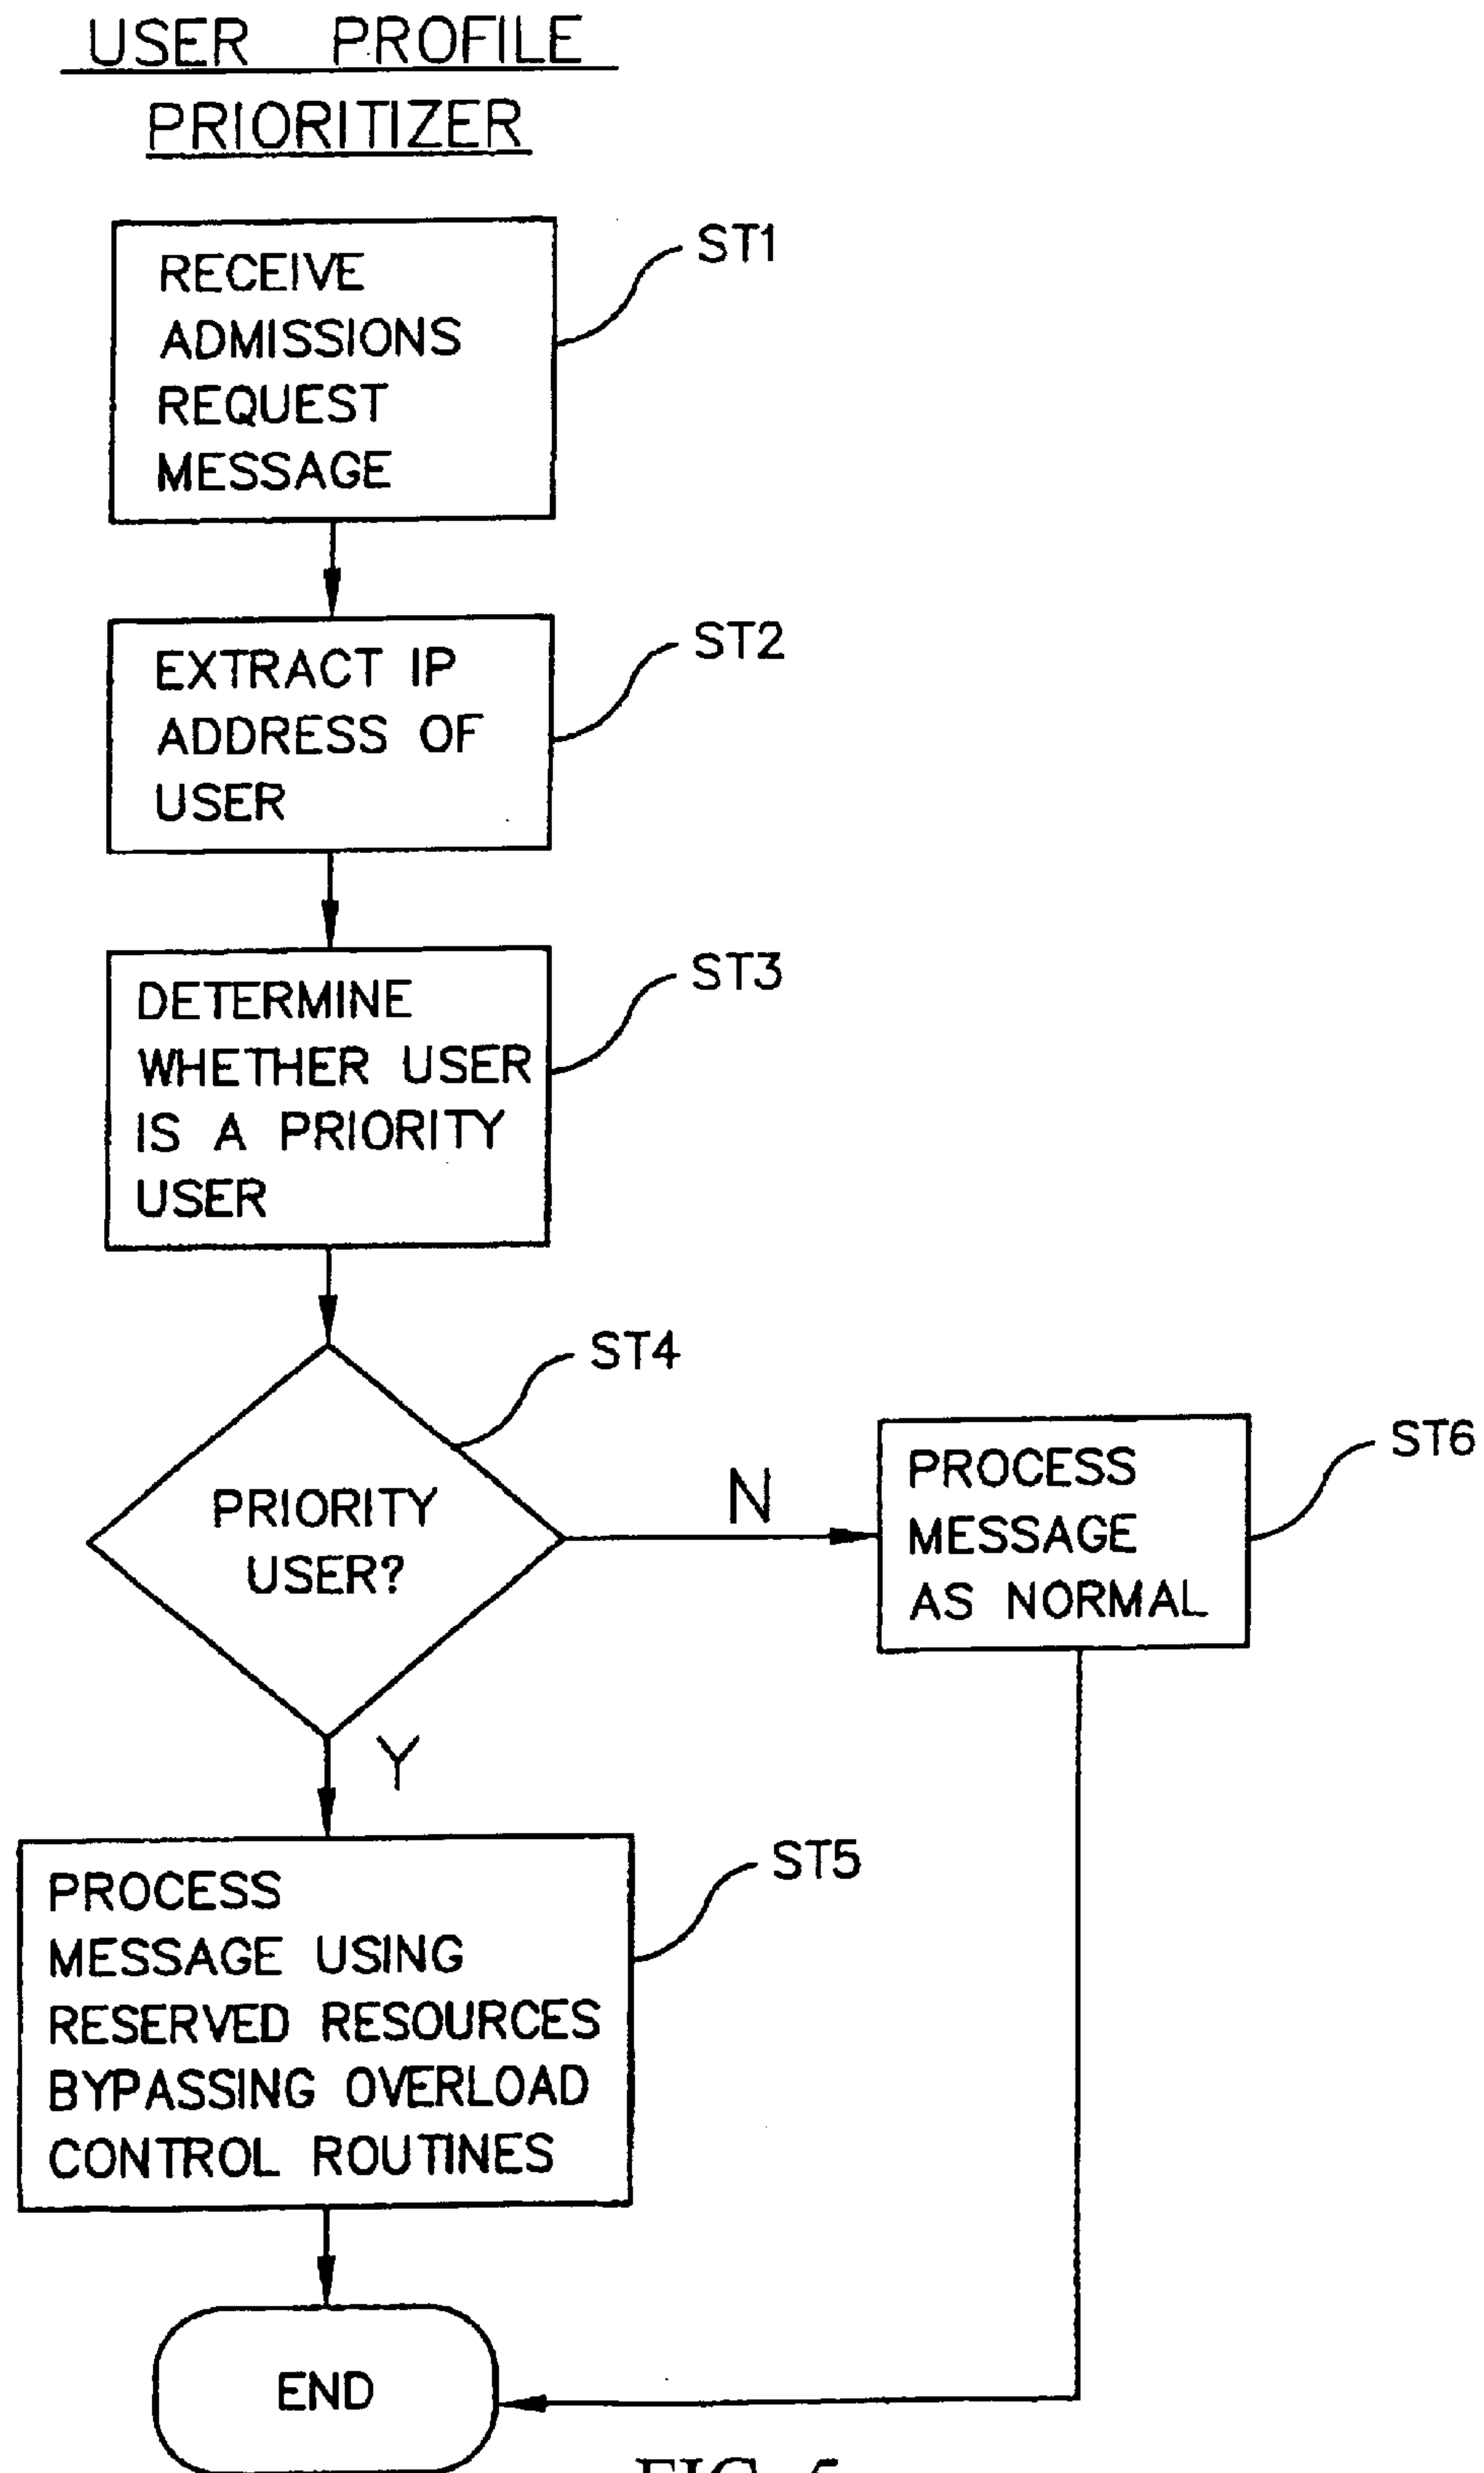 USER PROFILE
PRIORITIZER
RECEIVE
ADMISSIONS
REQUEST
MESSAGE
ST1
EXTRACT IP
ADDRESS OF
USER
ST2
DETERMINE
WHETHER USER
IS A PRIORITY
USER
ST3
PRIORITY
USER?
ST4
N
PROCESS
MESSAGE
AS NORMAL
ST6
Y
PROCESS
MESSAGE USING
RESERVED RESOURCES
BYPASSING OVERLOAD
CONTROL ROUTINES
ST5
END